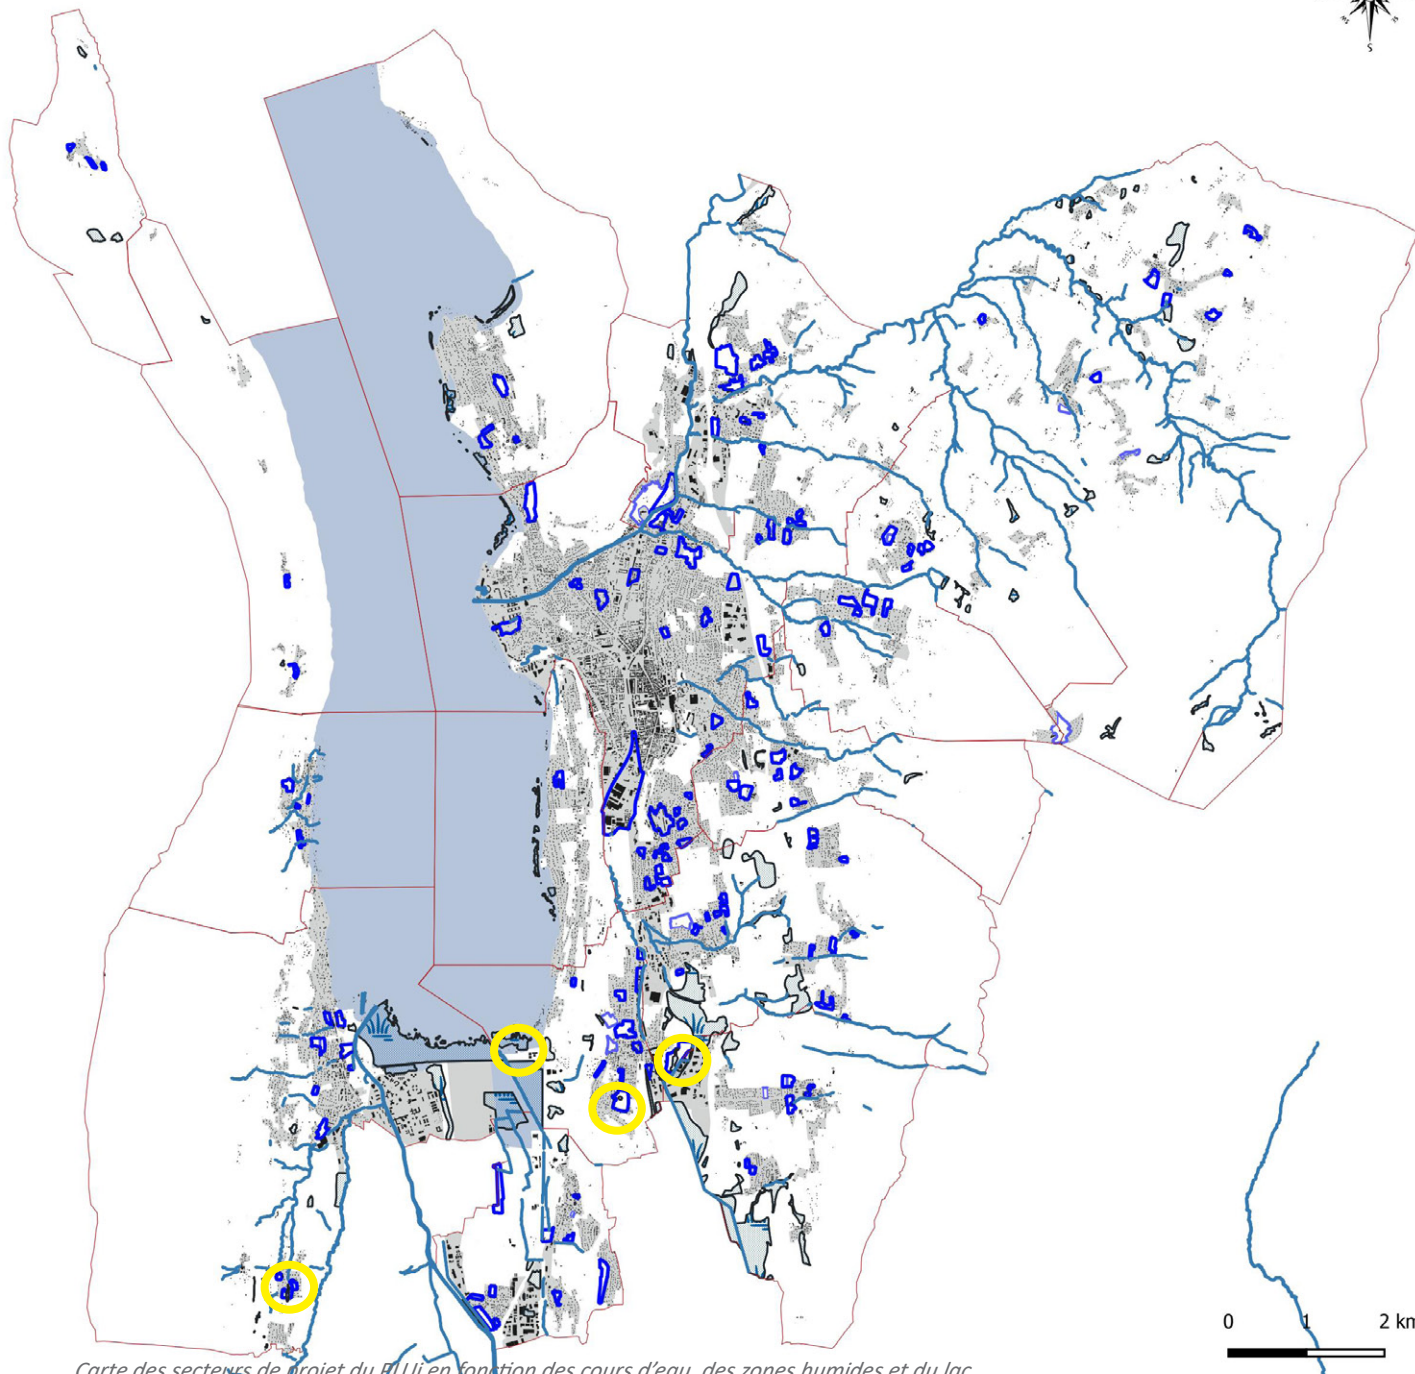 S
0 1 2 km
Carte des secteurs de projet du PLUi en fonction des cours d'eau, des zones humides et du lac